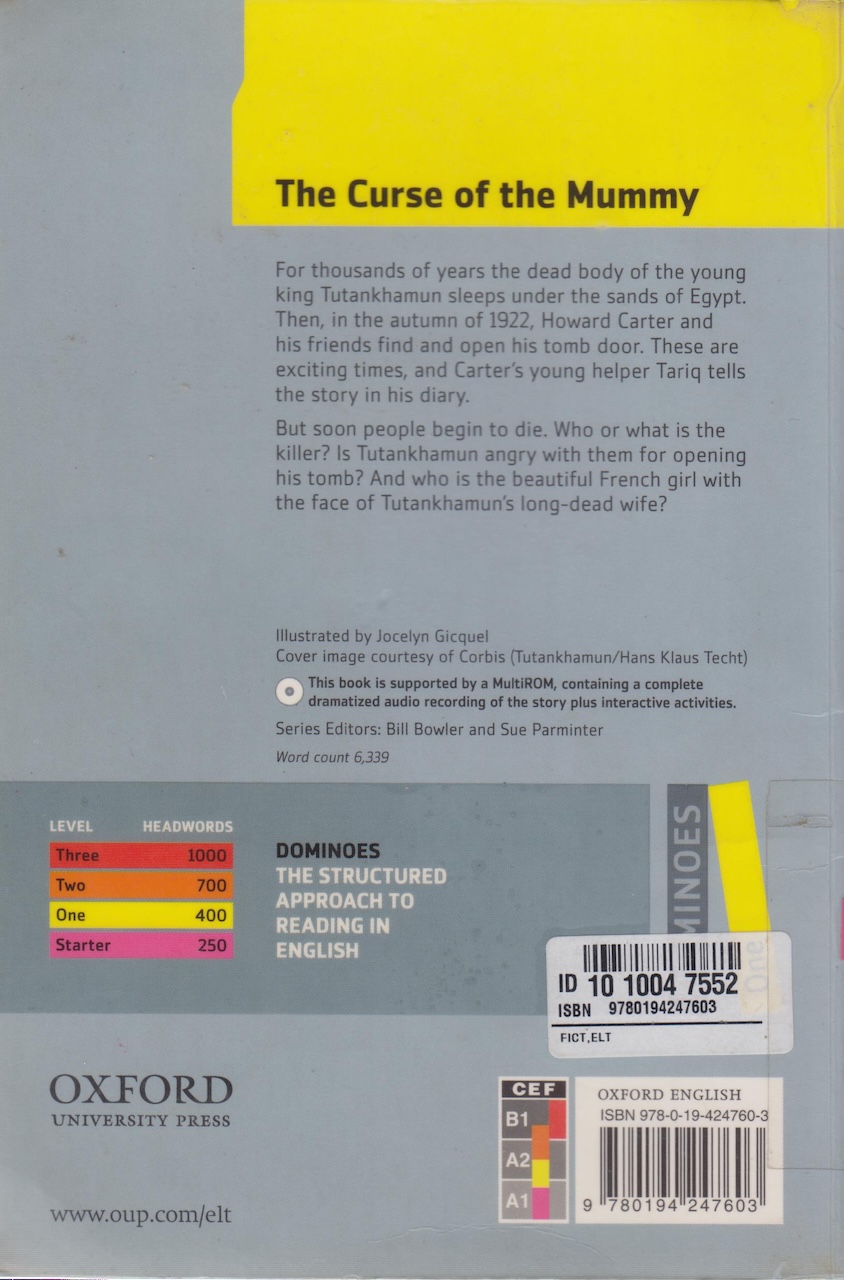 The Curse of the Mummy
For thousands of years the dead body of the young
king Tutankhamun sleeps under the sands of Egypt.
Then, in the autumn of 1922, Howard Carter and
his friends find and open his tomb door. These are
exciting times, and Carter's young helper Tariq tells
the story in his diary.
But soon people begin to die. Who or what is the
killer? Is Tutankhamun angry with them for opening
his tomb? And who is the beautiful French girl with
the face of Tutankhamun's long-dead wife?
Illustrated by Jocelyn Gicquel
Cover image courtesy of Corbis (Tutankhamun/Hans Klaus Techt)
This book is supported by a MultiROM, containing a complete
dramatized audio recording of the story plus interactive activities.
Series Editors: Bill Bowler and Sue Parminter
Word count 6,339
LEVEL HEADWORDS
Three 1000
Two 700
One 400
Starter 250
DOMINOES
THE STRUCTURED
APPROACH TO
READING IN
ENGLISH
MINOES
One
ID 10 1004 7552
ISBN 9780194247603
FICT,ELT
OXFORD
UNIVERSITY PRESS
www.oup.com/elt
CEF
B1
A2
A1
OXFORD ENGLISH
ISBN 978-0-19-424760-3
9 780194 247603